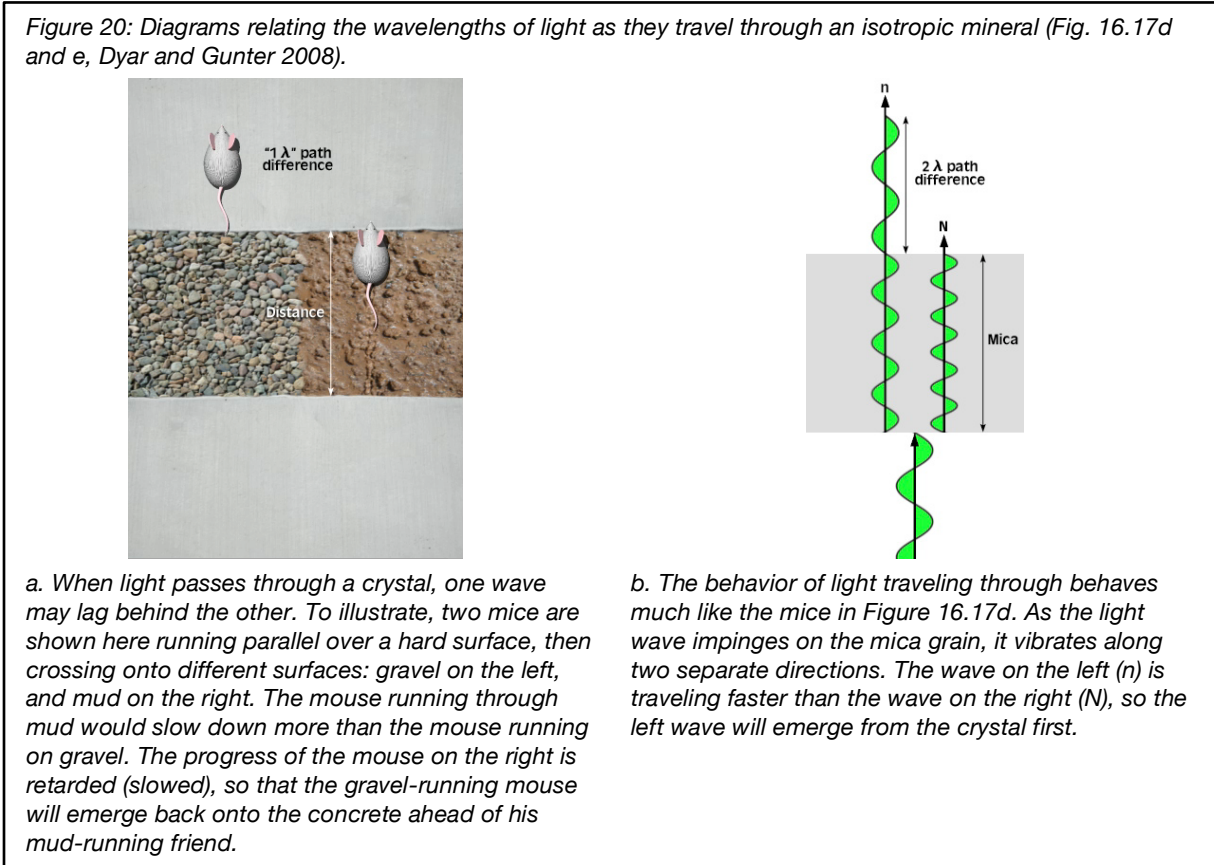 Figure 20: Diagrams relating the wavelengths of light as they travel through an isotropic mineral (Fig. 16.17d
and e, Dyar and Gunter 2008).
"1 λ" path
difference
Distance
n
2 λ path
difference
N
Mica
a. When light passes through a crystal, one wave
may lag behind the other. To illustrate, two mice are
shown here running parallel over a hard surface, then
crossing onto different surfaces: gravel on the left,
and mud on the right. The mouse running through
mud would slow down more than the mouse running
on gravel. The progress of the mouse on the right is
retarded (slowed), so that the gravel-running mouse
will emerge back onto the concrete ahead of his
mud-running friend.
b. The behavior of light traveling through behaves
much like the mice in Figure 16.17d. As the light
wave impinges on the mica grain, it vibrates along
two separate directions. The wave on the left (n) is
traveling faster than the wave on the right (N), so the
left wave will emerge from the crystal first.